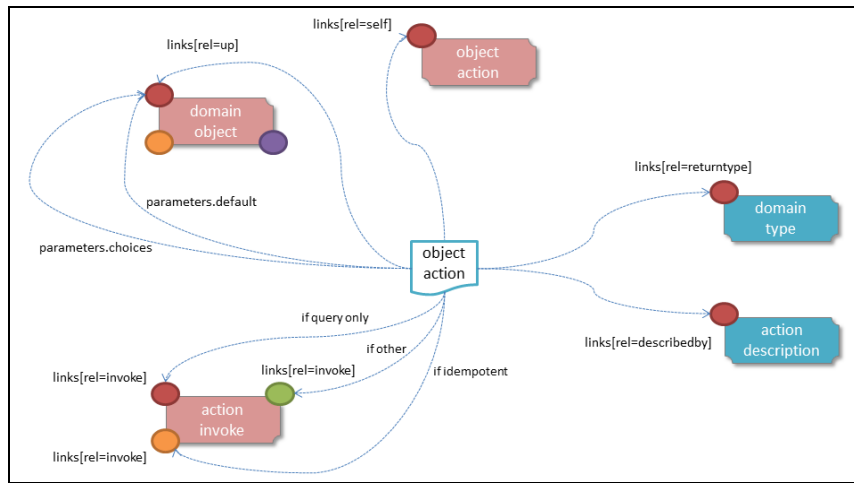 links[rel=self]
object
action
links[rel=up]
domain
object
links[rel=returntype]
domain
type
parameters.default
parameters.choices
object
action
if query only
if other
links[rel=describedby]
action
description
links[rel=invoke]
links[rel=invoke]
if idempotent
action
invoke
links[rel=invoke]